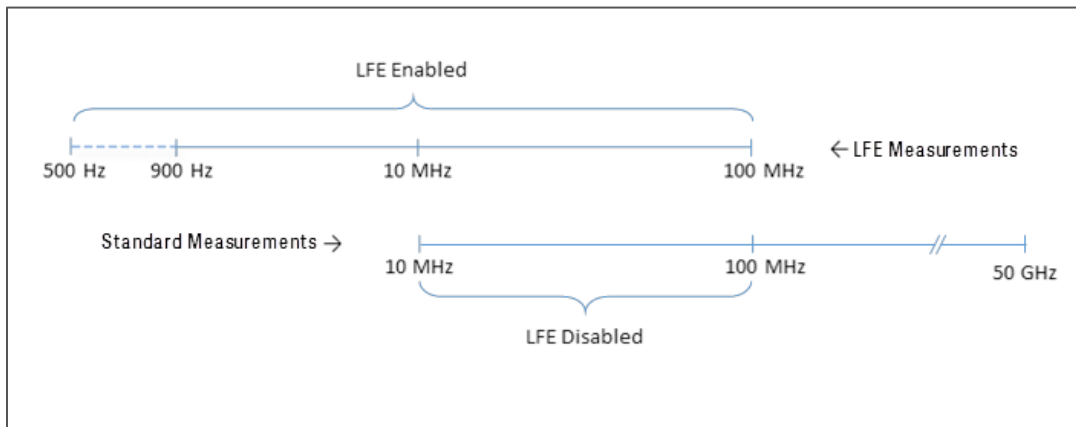 LFE Enabled
500 Hz 900 Hz 10 MHz 100 MHz ← LFE Measurements
Standard Measurements →
10 MHz 100 MHz 50 GHz
LFE Disabled